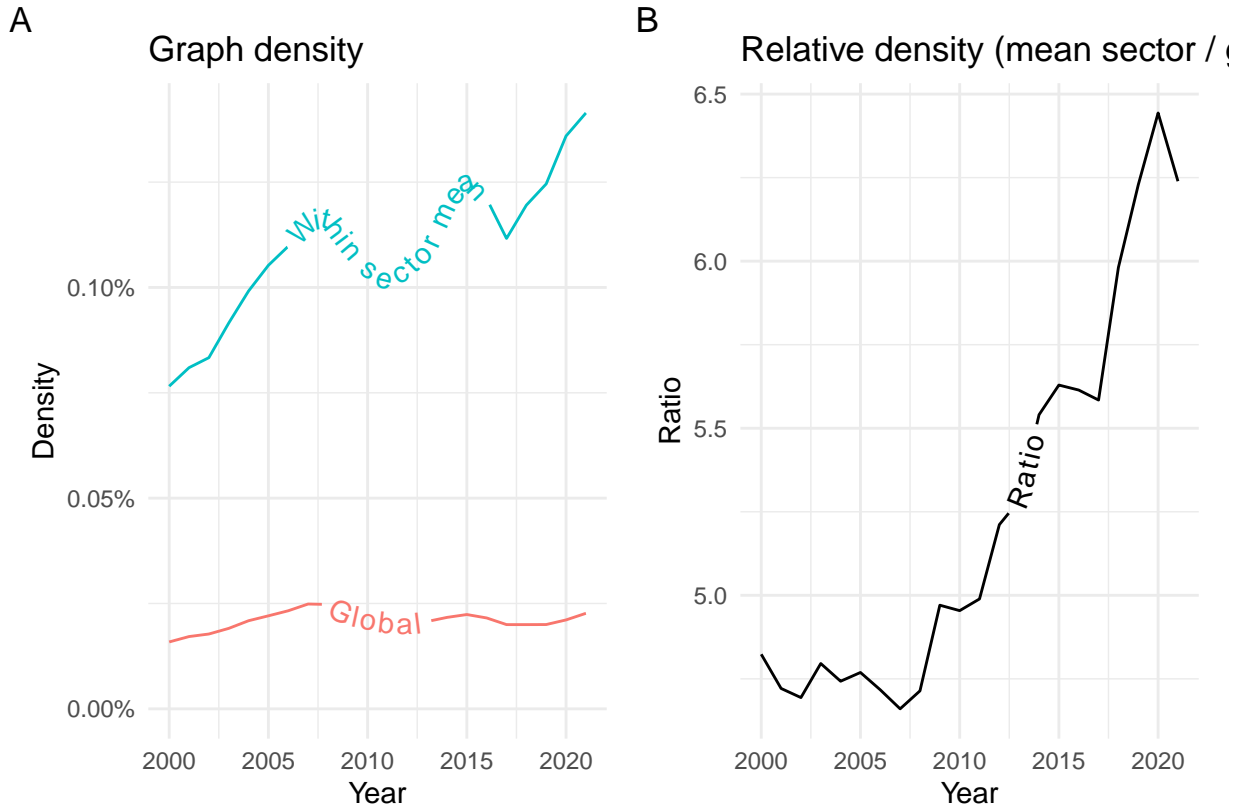 A
Graph density
Within sector mean
0.10%
Density
0.05%
Global
0.00%
2000 2005 2010 2015 2020
Year
B
Relative density (mean sector /
6.5
6.0
Ratio
5.5
Ratio
5.0
2000 2005 2010 2015 2020
Year